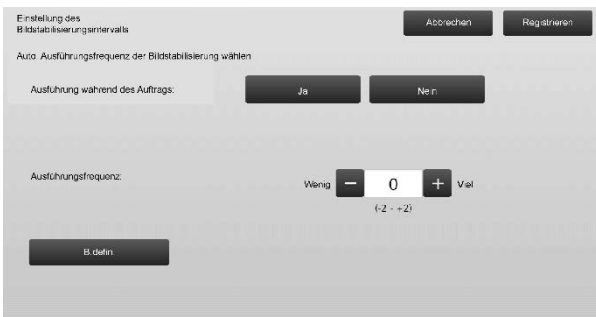 Einstellung des
Bildstabilisierungsintervalls
Abbrechen
Registrieren
Auto. Ausführungsfrequenz der Bildstabilisierung wählen
Ausführung während des Auftrags:
Ja
Nein
Ausführungsfrequenz:
Wenig − 0 + Viel
(-2 - +2)
B.defin.